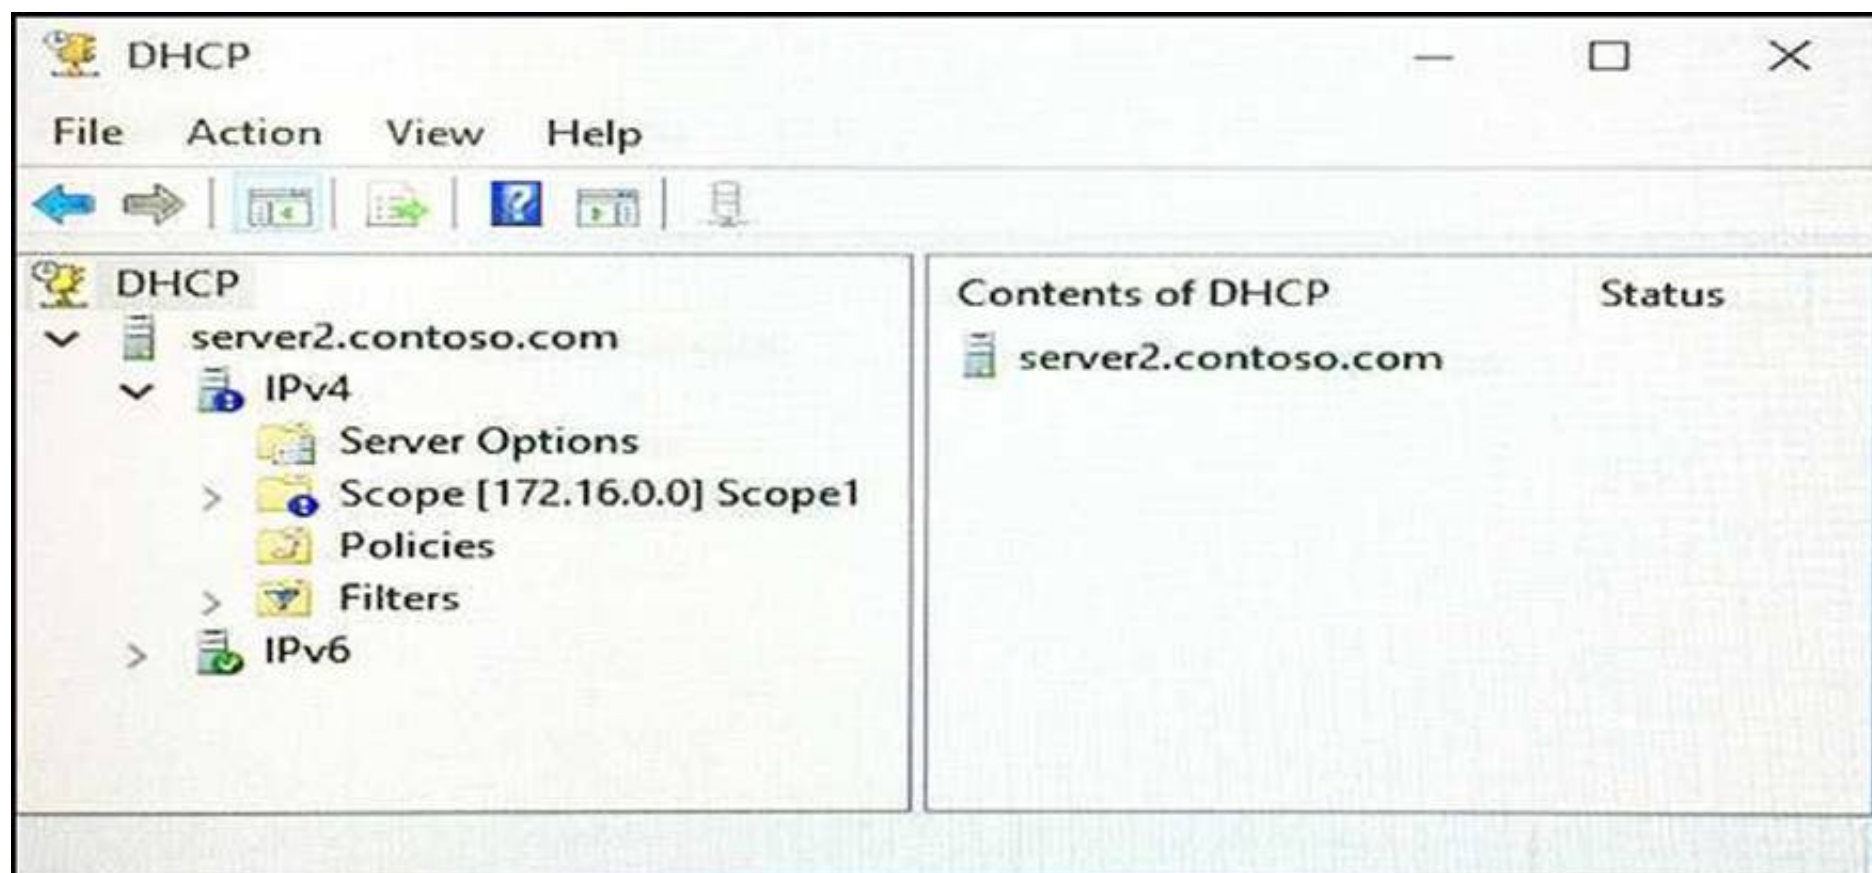 DHCP
File Action View Help
DHCP
server2.contoso.com
IPv4
Server Options
Scope [172.16.0.0] Scope1
Policies
Filters
IPv6
Contents of DHCP Status
server2.contoso.com